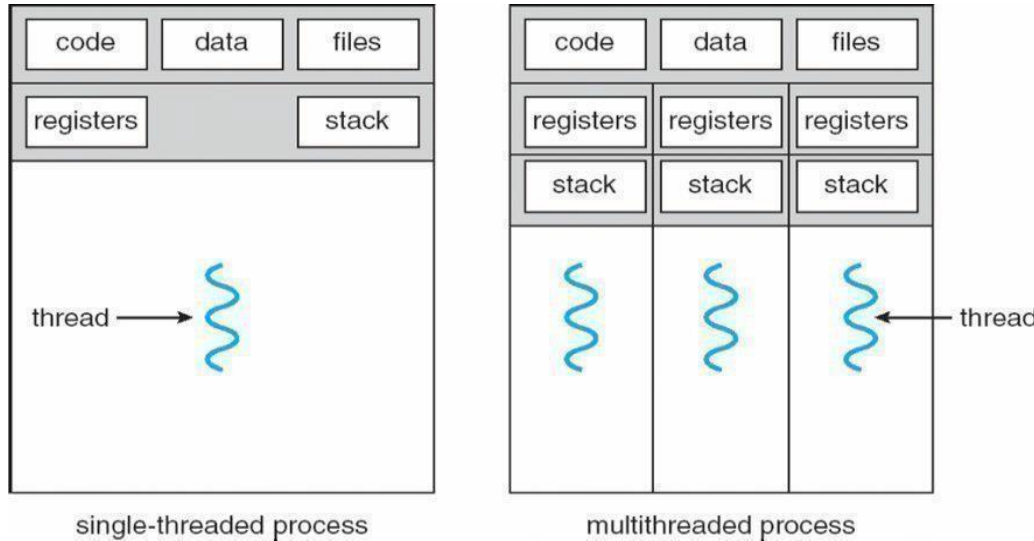 code data files
registers stack
thread
single-threaded process
code data files
registers registers registers
stack stack stack
thread
multithreaded process